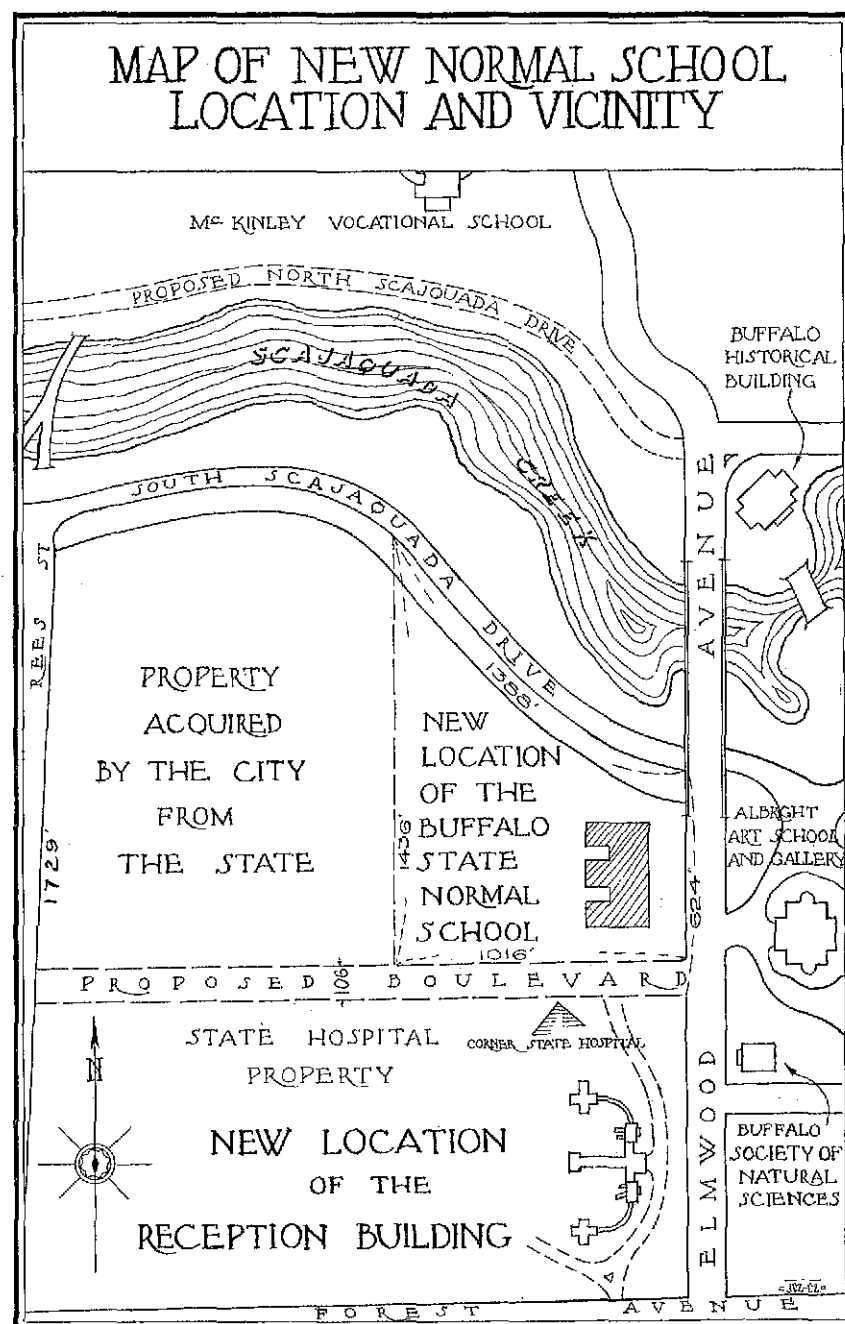 MAP OF NEW NORMAL SCHOOL
LOCATION AND VICINITY
Mc KINLEY VOCATIONAL SCHOOL
PROPOSED NORTH SCAJOUADA DRIVE
BUFFALO
HISTORICAL
BUILDING
SCAJAQUADA
CREEK
SOUTH SCAJAQUADA DRIVE
1388'
REES ST
1729'
PROPERTY
ACQUIRED
BY THE CITY
FROM
THE STATE
1436'
NEW
LOCATION
OF THE
BUFFALO
STATE
NORMAL
SCHOOL
1016'
624'
ALBRIGHT
ART SCHOOL
AND GALLERY
PROPOSED BOULEVARD
106'
STATE HOSPITAL
PROPERTY
CORNER STATE HOSPITAL
N
NEW LOCATION
OF THE
RECEPTION BUILDING
ELMWOOD AVENUE
BUFFALO
SOCIETY OF
NATURAL
SCIENCES
FOREST AVENUE